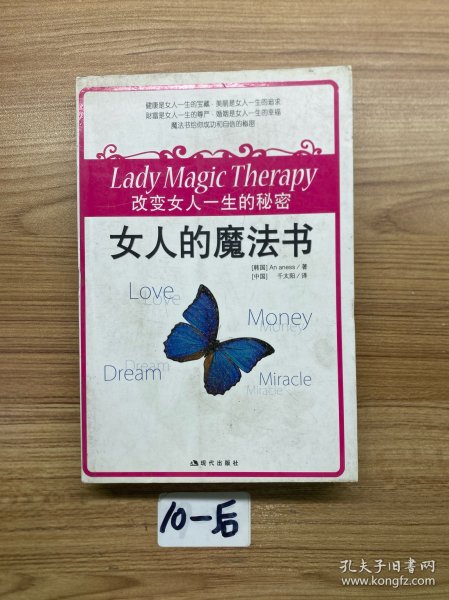 健康是女人一生的宝藏·美丽是女人一生的追求
财富是女人一生的尊严·婚姻是女人一生的幸福
魔法书给你成功和自信的秘密
Lady Magic Therapy
改变女人一生的秘密
女人的魔法书
[韩国] An aness / 著
[中国] 千太阳 / 译
Love
Love
Money
Money
Dream
Dream
Miracle
Miracle
现代出版社
10-后
孔夫子旧书网
www.kongfz.com